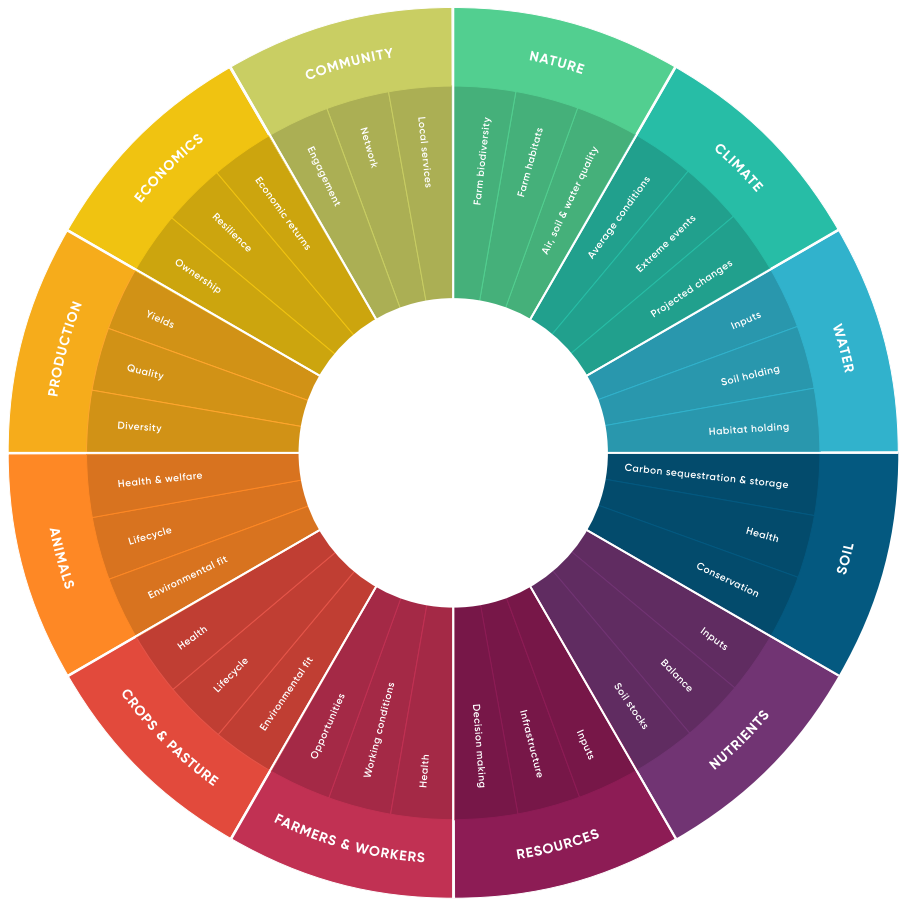 NATURE
Farm biodiversity
Farm habitats
Air, soil & water quality
CLIMATE
Average conditions
Extreme events
Projected changes
WATER
Inputs
Soil holding
Habitat holding
SOIL
Carbon sequestration & storage
Health
Conservation
NUTRIENTS
Inputs
Balance
Soil stocks
RESOURCES
Inputs
Infrastructure
Decision making
FARMERS & WORKERS
Health
Working conditions
Opportunities
CROPS & PASTURE
Environmental fit
Lifecycle
Health
ANIMALS
Environmental fit
Lifecycle
Health & welfare
PRODUCTION
Diversity
Quality
Yields
ECONOMICS
Ownership
Resilience
Economic returns
COMMUNITY
Engagement
Network
Local services